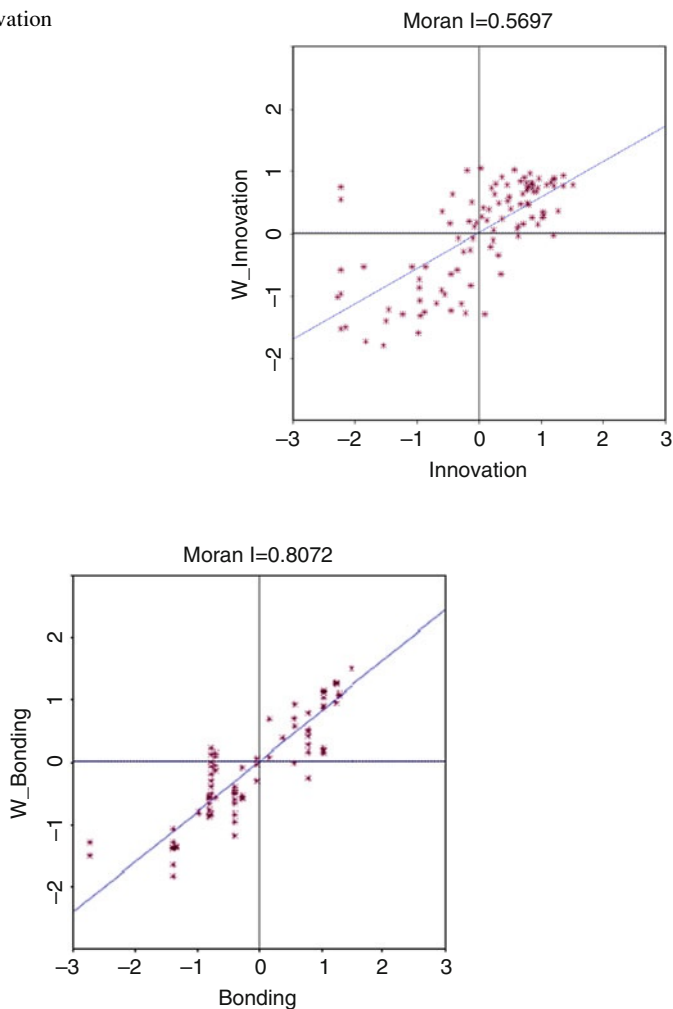 vation
Moran I=0.5697
2
1
0
−1
−2
W_Innovation
−3 −2 −1 0 1 2 3
Innovation
Moran I=0.8072
2
1
0
−1
−2
W_Bonding
−3 −2 −1 0 1 2 3
Bonding